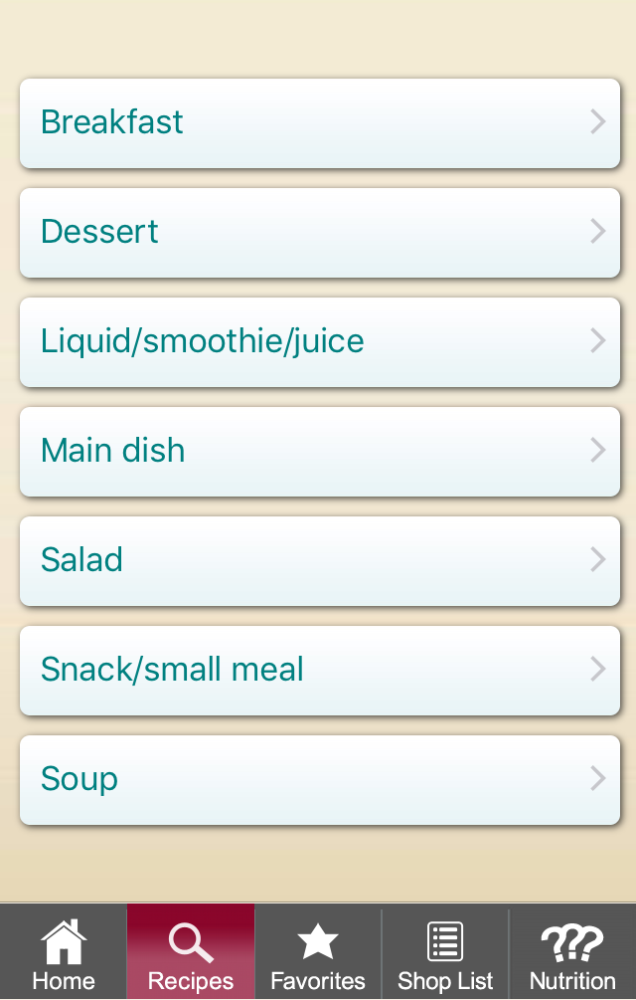 Breakfast
Dessert
Liquid/smoothie/juice
Main dish
Salad
Snack/small meal
Soup
Home Recipes Favorites Shop List Nutrition